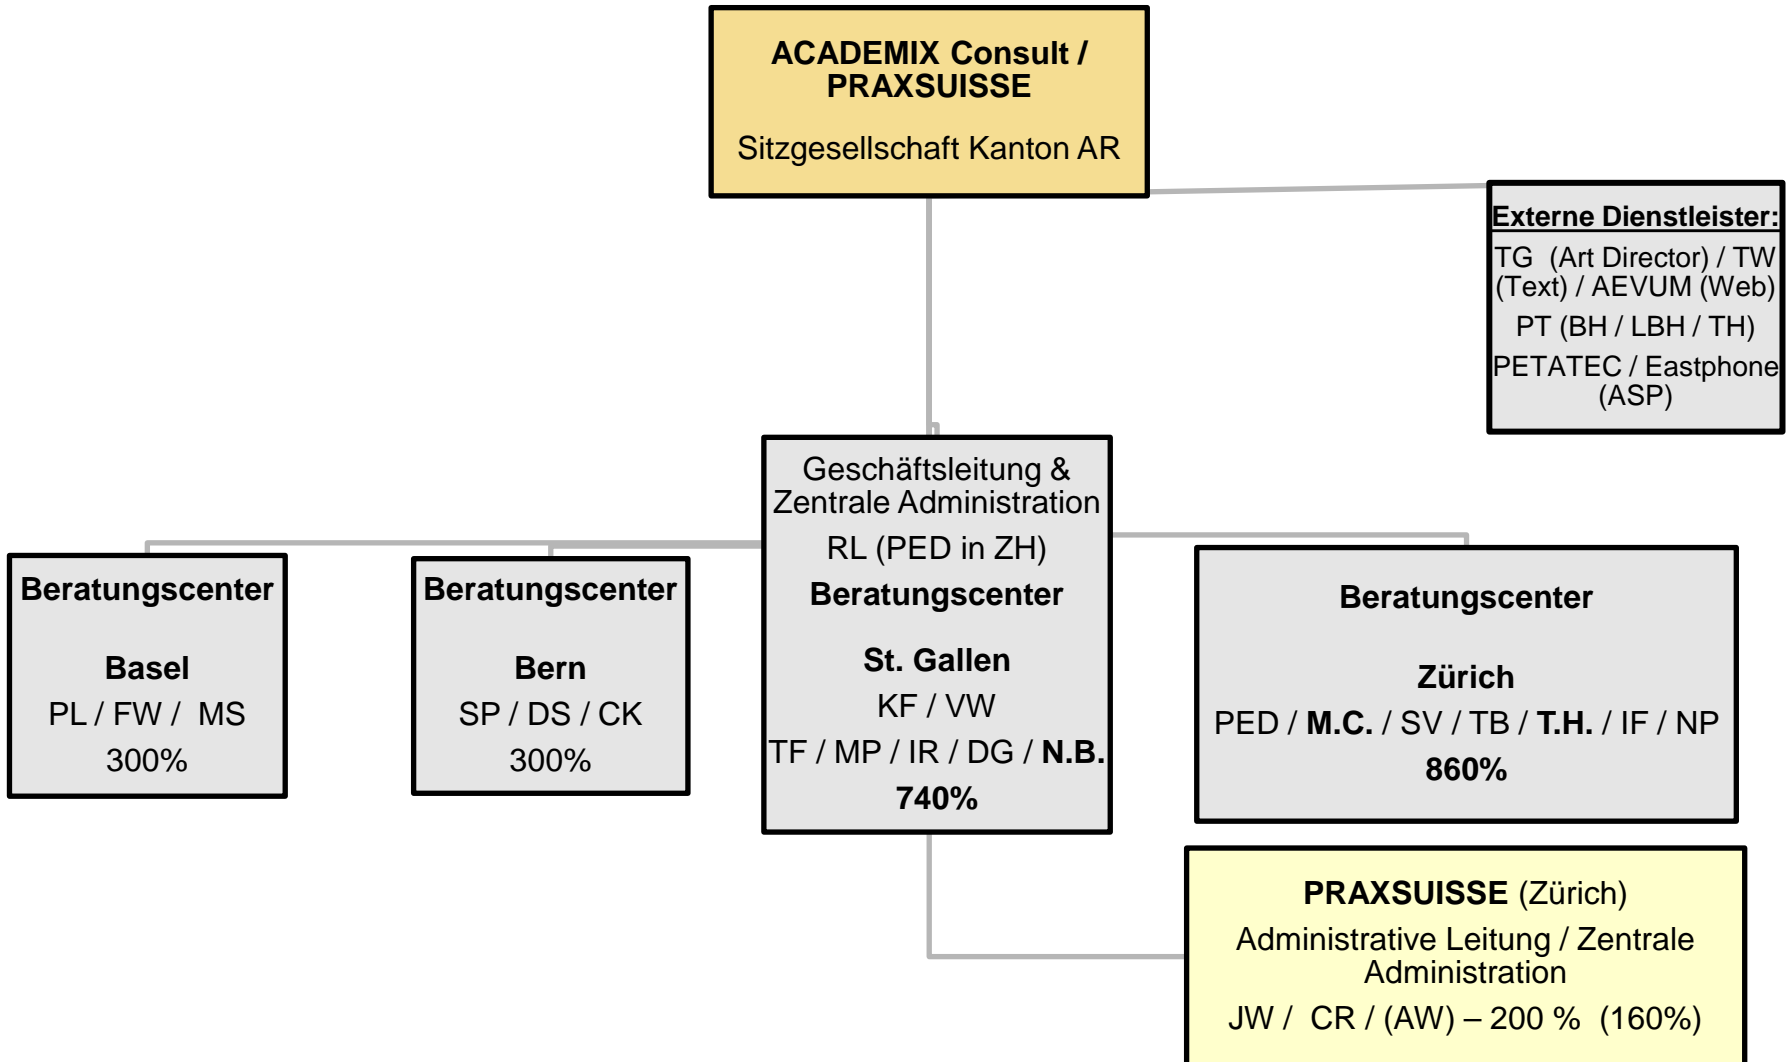 ACADEMIX Consult /
PRAXSUISSE
Sitzgesellschaft Kanton AR
Externe Dienstleister:
TG (Art Director) / TW
(Text) / AEVUM (Web)
PT (BH / LBH / TH)
PETATEC / Eastphone
(ASP)
Geschäftsleitung &
Zentrale Administration
RL (PED in ZH)
Beratungscenter
St. Gallen
KF / VW
TF / MP / IR / DG / N.B.
740%
Beratungscenter
Basel
PL / FW / MS
300%
Beratungscenter
Bern
SP / DS / CK
300%
Beratungscenter
Zürich
PED / M.C. / SV / TB / T.H. / IF / NP
860%
PRAXSUISSE (Zürich)
Administrative Leitung / Zentrale
Administration
JW / CR / (AW) – 200 % (160%)